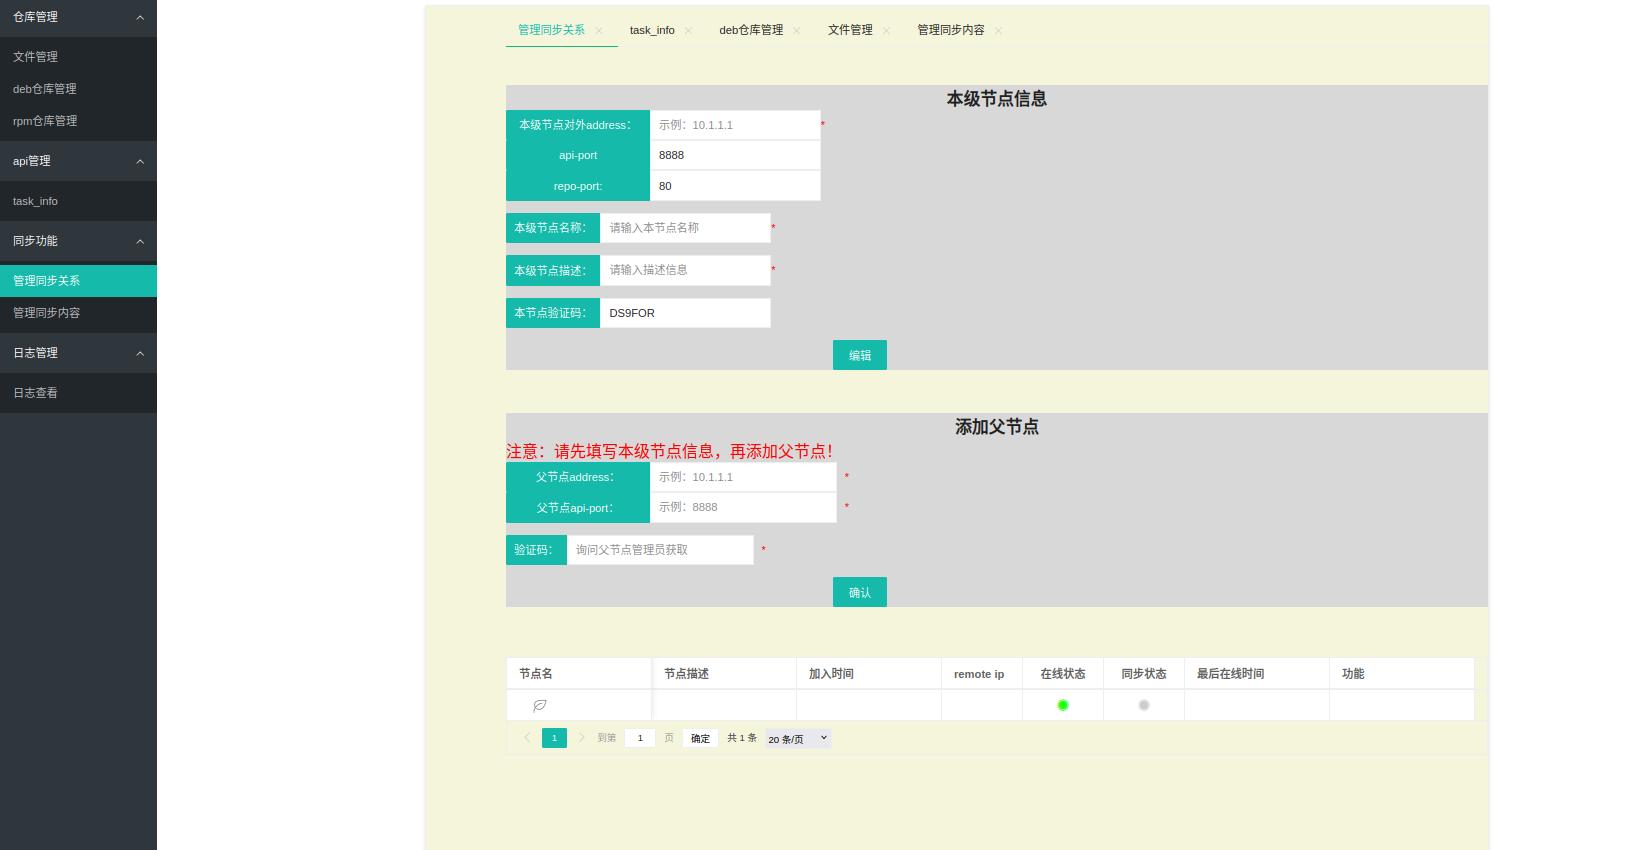 仓库管理
文件管理
deb仓库管理
rpm仓库管理
api管理
task_info
同步功能
管理同步关系
管理同步内容
日志管理
日志查看
管理同步关系 task_info deb仓库管理 文件管理 管理同步内容
本级节点信息
本级节点对外address： 示例：10.1.1.1 *
api-port 8888
repo-port: 80
本级节点名称： 请输入本节点名称 *
本级节点描述： 请输入描述信息 *
本节点验证码： DS9FOR
编辑
添加父节点
注意：请先填写本级节点信息，再添加父节点！
父节点address： 示例：10.1.1.1 *
父节点api-port： 示例：8888 *
验证码： 询问父节点管理员获取 *
确认
节点名 节点描述 加入时间 remote ip 在线状态 同步状态 最后在线时间 功能
1 到第 1 页 确定 共 1 条 20 条/页